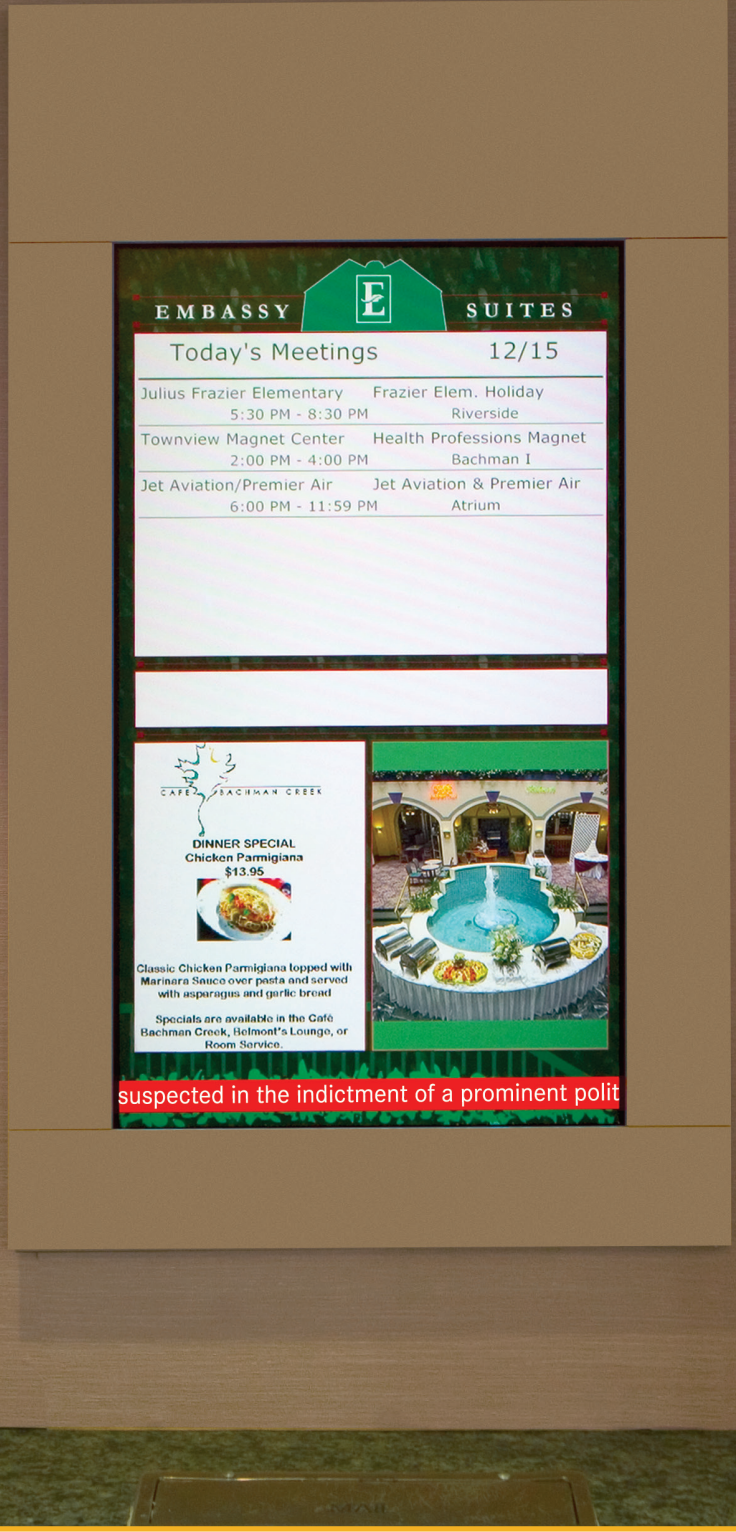 EMBASSY E SUITES
Today's Meetings 12/15
Julius Frazier Elementary Frazier Elem. Holiday
5:30 PM - 8:30 PM Riverside
Townview Magnet Center Health Professions Magnet
2:00 PM - 4:00 PM Bachman I
Jet Aviation/Premier Air Jet Aviation & Premier Air
6:00 PM - 11:59 PM Atrium
CAFE BACHMAN CREEK
DINNER SPECIAL
Chicken Parmigiana
$13.95
Classic Chicken Parmigiana topped with
Marinara Sauce over pasta and served
with asparagus and garlic bread
Specials are available in the Café
Bachman Creek, Belmont's Lounge, or
Room Service.
suspected in the indictment of a prominent polit
MAIL